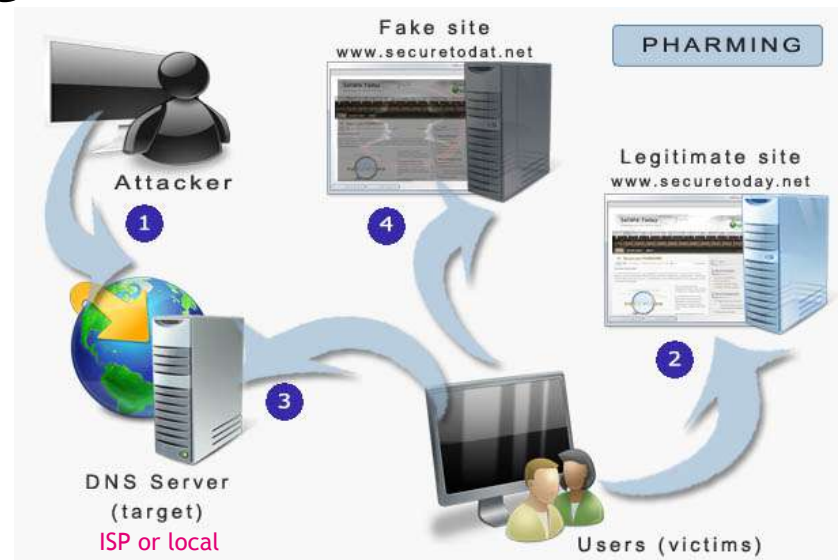 Fake site
www.securetodat.net
PHARMING
Legitimate site
www.securetoday.net
Attacker
1
4
2
3
DNS Server
(target)
ISP or local
Users (victims)